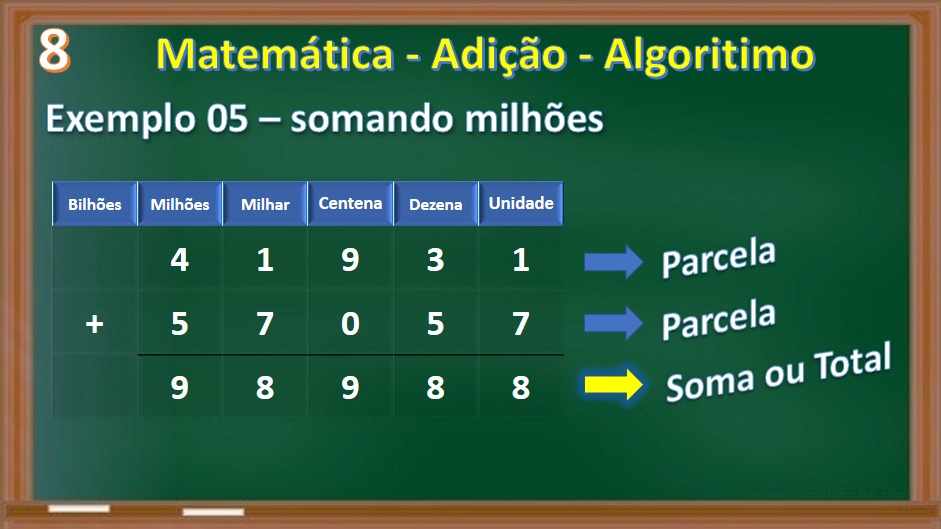 8
Matemática - Adição - Algoritimo
Exemplo 05 – somando milhões
Bilhões Milhões Milhar Centena Dezena Unidade
4 1 9 3 1 Parcela
+ 5 7 0 5 7 Parcela
9 8 9 8 8 Soma ou Total